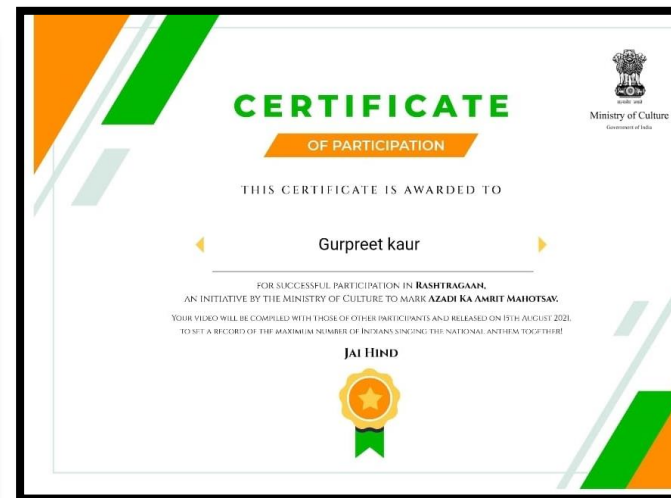 CERTIFICATE
OF PARTICIPATION
सत्यमेव जयते
Ministry of Culture
Government of India
THIS CERTIFICATE IS AWARDED TO
Gurpreet kaur
FOR SUCCESSFUL PARTICIPATION IN RASHTRAGAAN,
AN INITIATIVE BY THE MINISTRY OF CULTURE TO MARK AZADI KA AMRIT MAHOTSAV.
YOUR VIDEO WILL BE COMPILED WITH THOSE OF OTHER PARTICIPANTS AND RELEASED ON 15TH AUGUST 2021,
TO SET A RECORD OF THE MAXIMUM NUMBER OF INDIANS SINGING THE NATIONAL ANTHEM TOGETHER!
JAI HIND